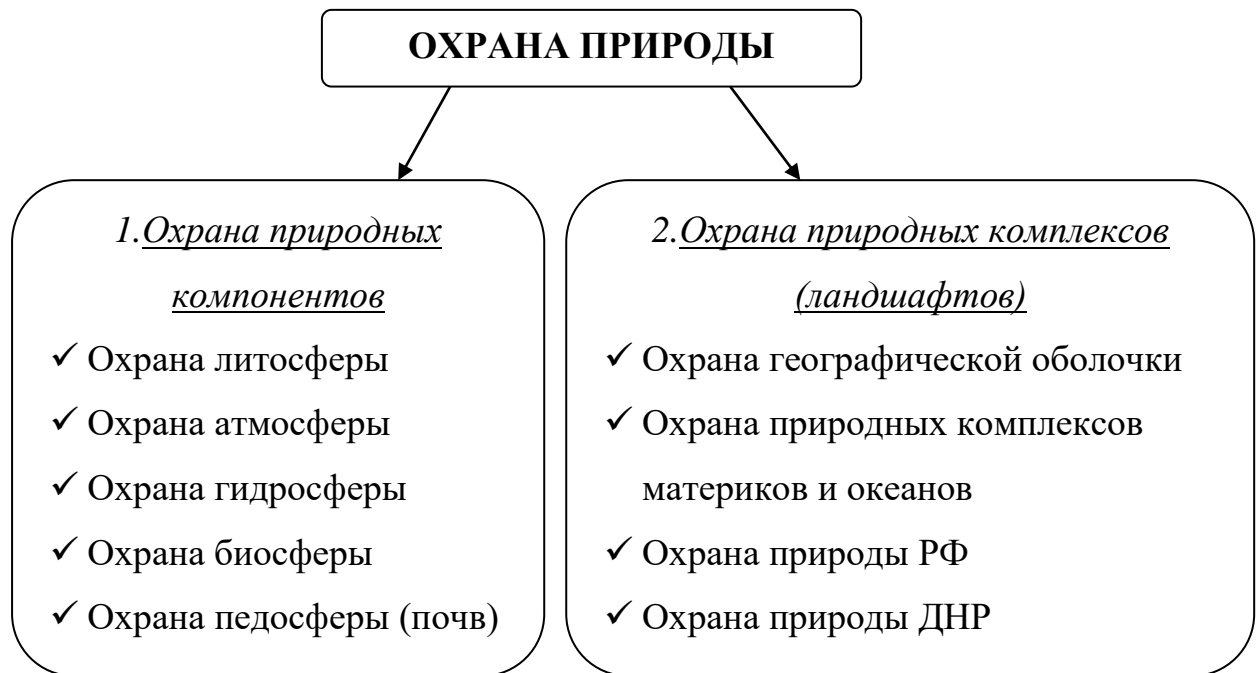 ОХРАНА ПРИРОДЫ
1.Охрана природных
компонентов
✓ Охрана литосферы
✓ Охрана атмосферы
✓ Охрана гидросферы
✓ Охрана биосферы
✓ Охрана педосферы (почв)
2.Охрана природных комплексов
(ландшафтов)
✓ Охрана географической оболочки
✓ Охрана природных комплексов
материков и океанов
✓ Охрана природы РФ
✓ Охрана природы ДНР